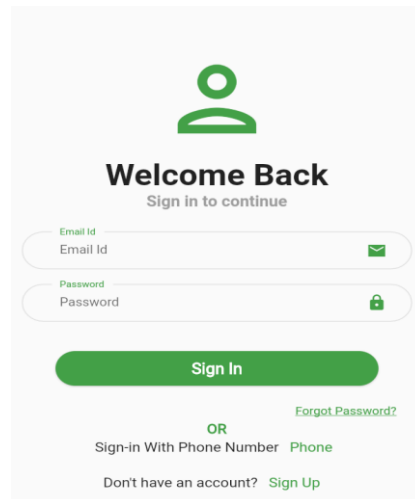 Welcome Back
Sign in to continue
Email Id
Email Id
Password
Password
Sign In
Forgot Password?
OR
Sign-in With Phone Number Phone
Don't have an account? Sign Up